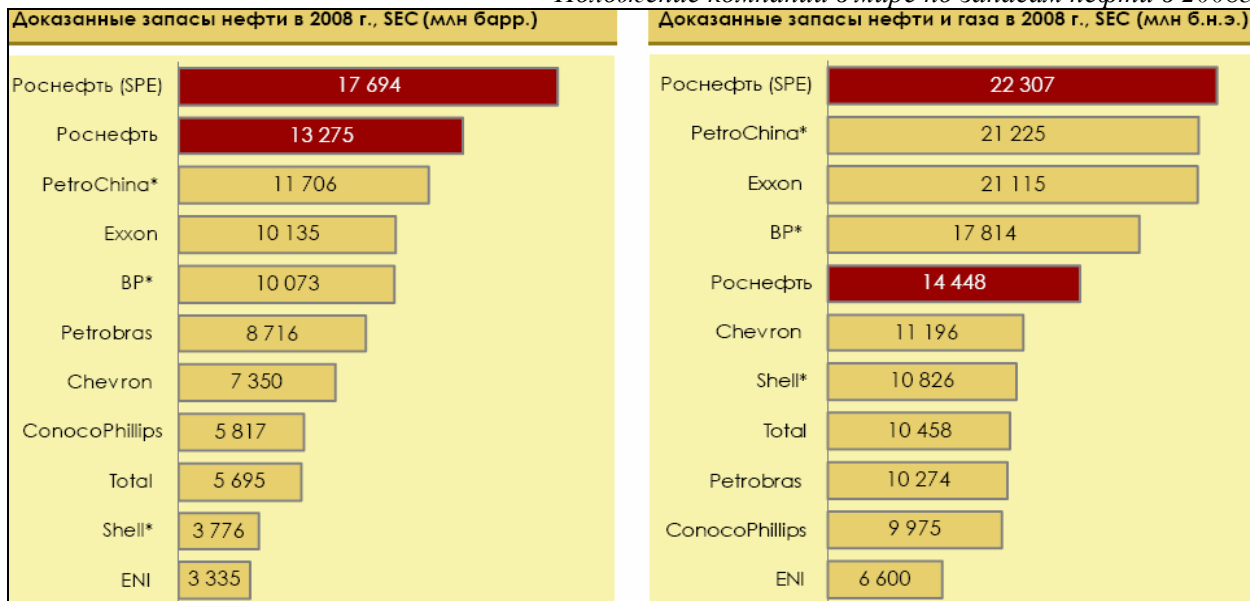 Положение компании в мире по запасам нефти в 2008г
Доказанные запасы нефти в 2008 г., SEC (млн барр.)
Роснефть (SPE) 17 694
Роснефть 13 275
PetroChina* 11 706
Exxon 10 135
BP* 10 073
Petrobras 8 716
Chevron 7 350
ConocoPhillips 5 817
Total 5 695
Shell* 3 776
ENI 3 335
Доказанные запасы нефти и газа в 2008 г., SEC (млн б.н.э.)
Роснефть (SPE) 22 307
PetroChina* 21 225
Exxon 21 115
BP* 17 814
Роснефть 14 448
Chevron 11 196
Shell* 10 826
Total 10 458
Petrobras 10 274
ConocoPhillips 9 975
ENI 6 600